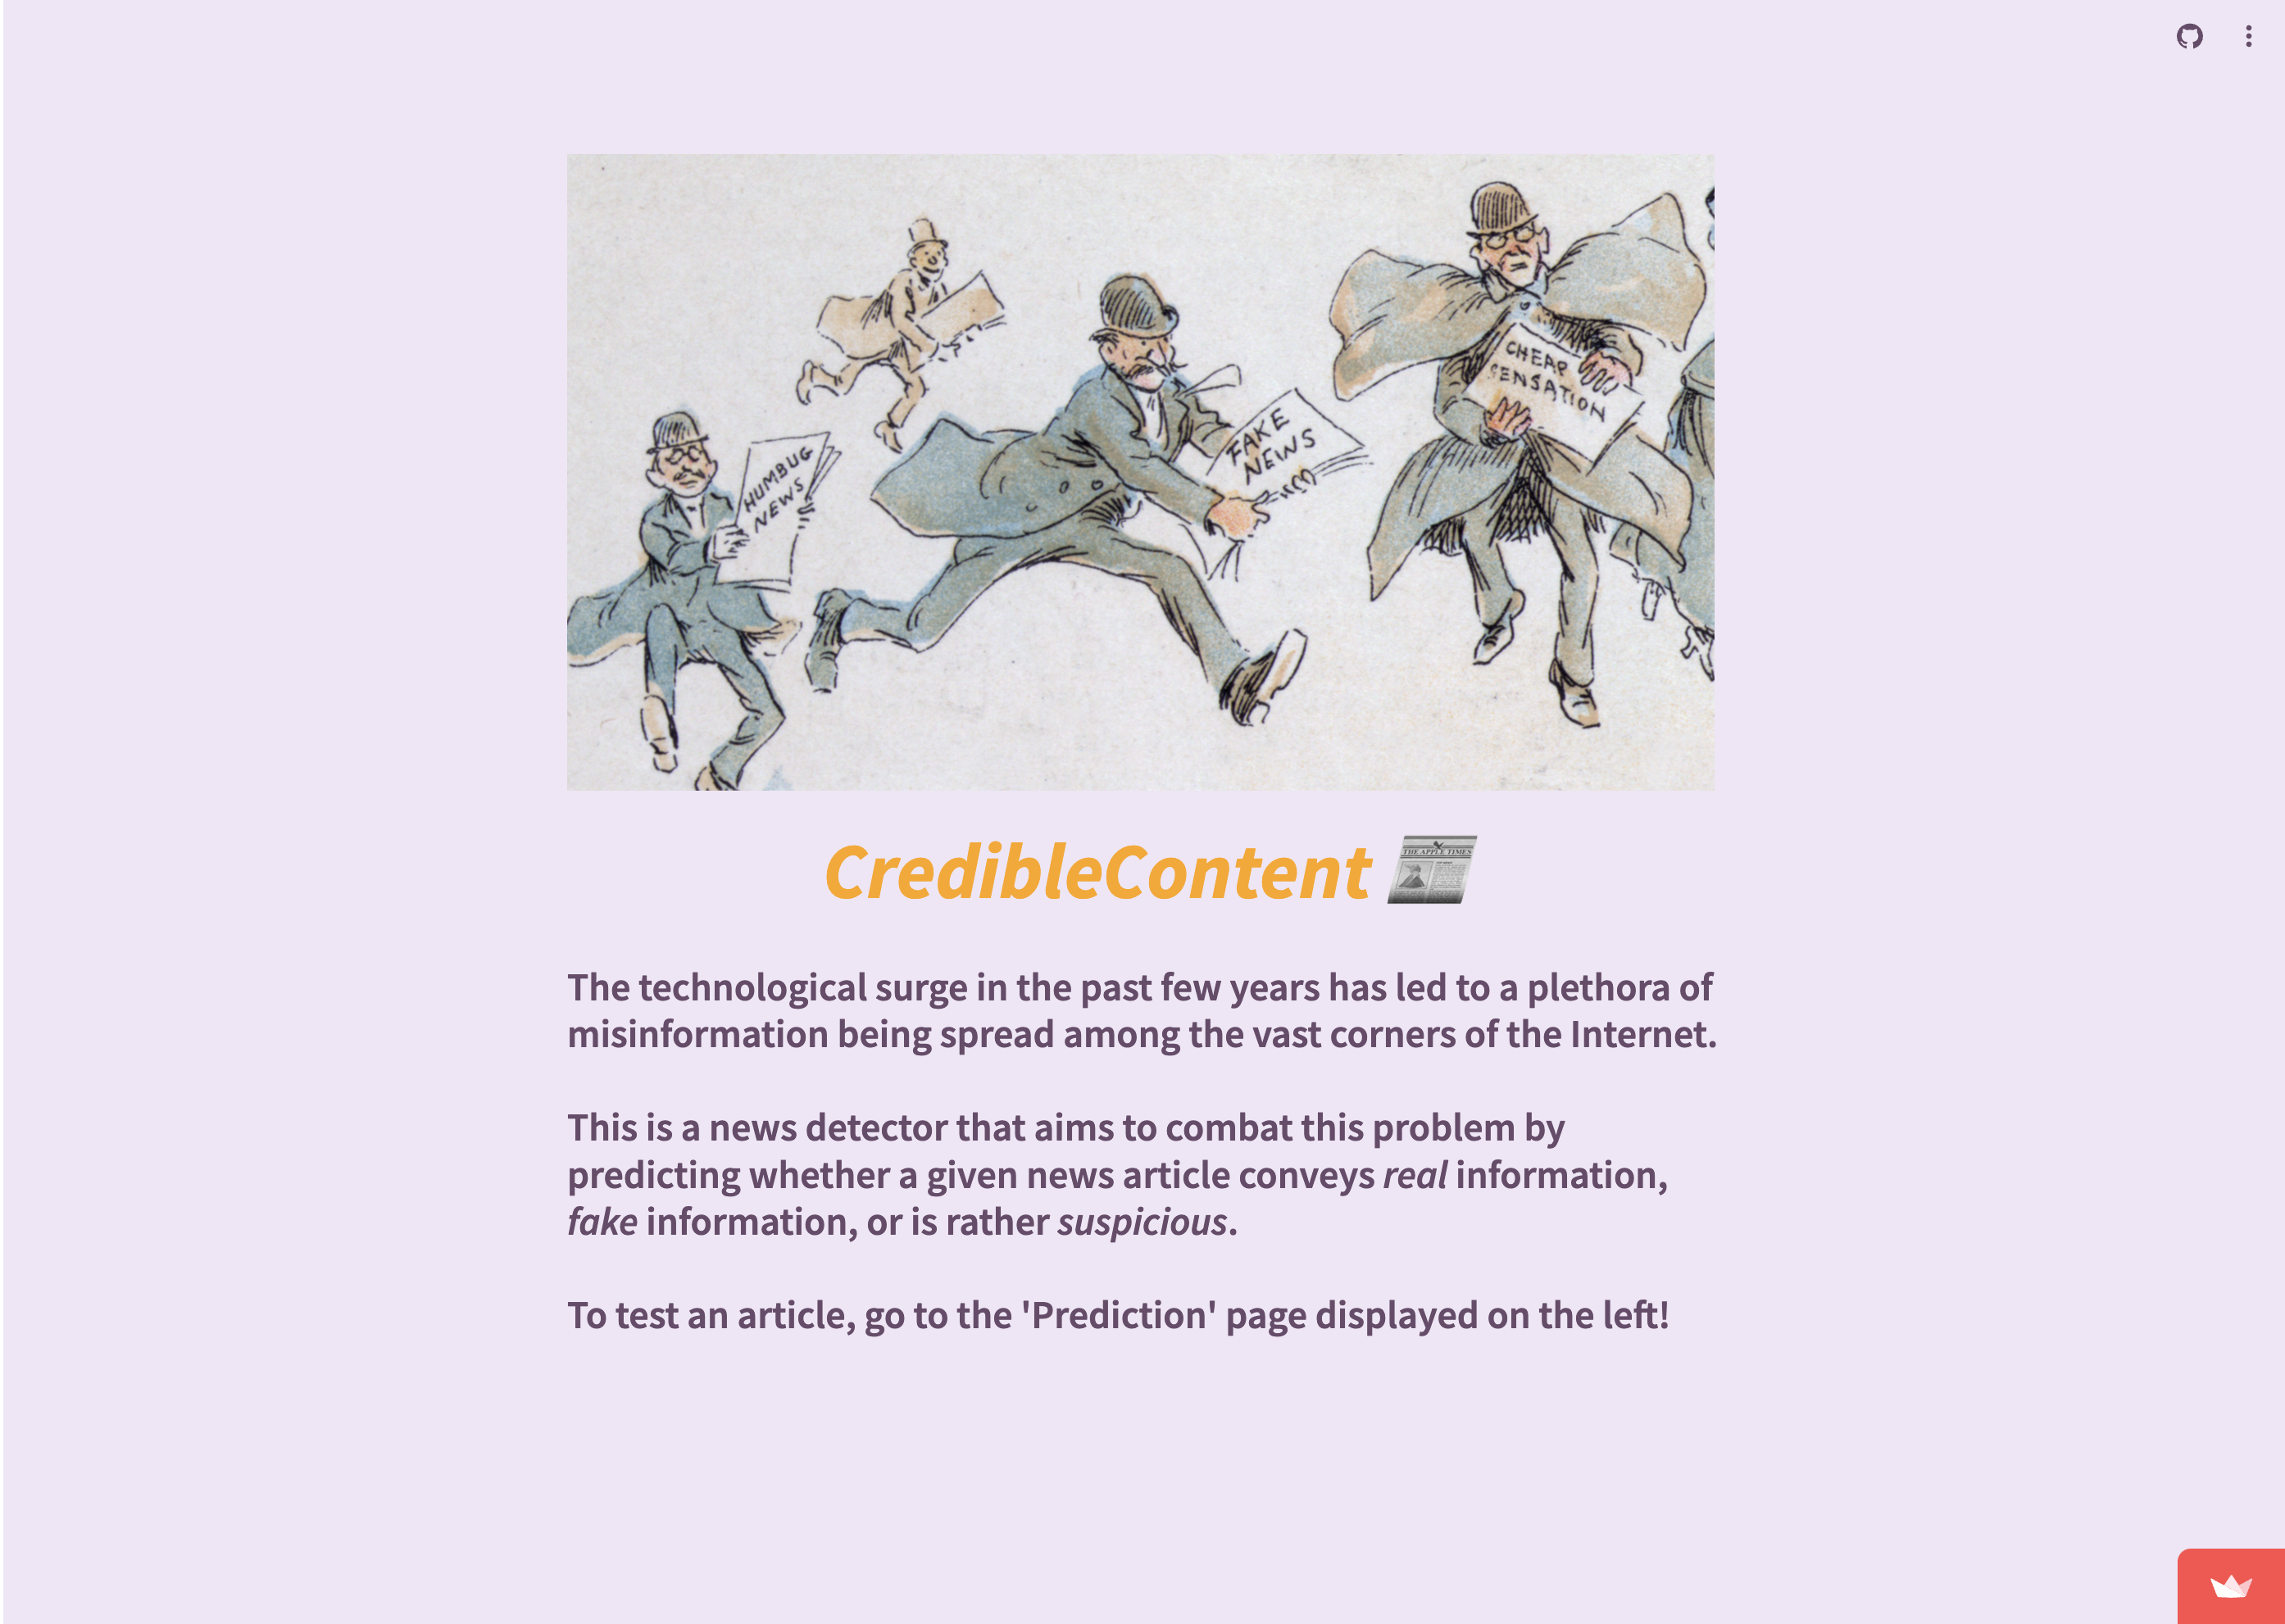 HUMBUG
NEWS
FAKE
NEWS
CHEAP
SENSATION
CredibleContent
THE APPLE TIMES
The technological surge in the past few years has led to a plethora of
misinformation being spread among the vast corners of the Internet.
This is a news detector that aims to combat this problem by
predicting whether a given news article conveys real information,
fake information, or is rather suspicious.
To test an article, go to the 'Prediction' page displayed on the left!